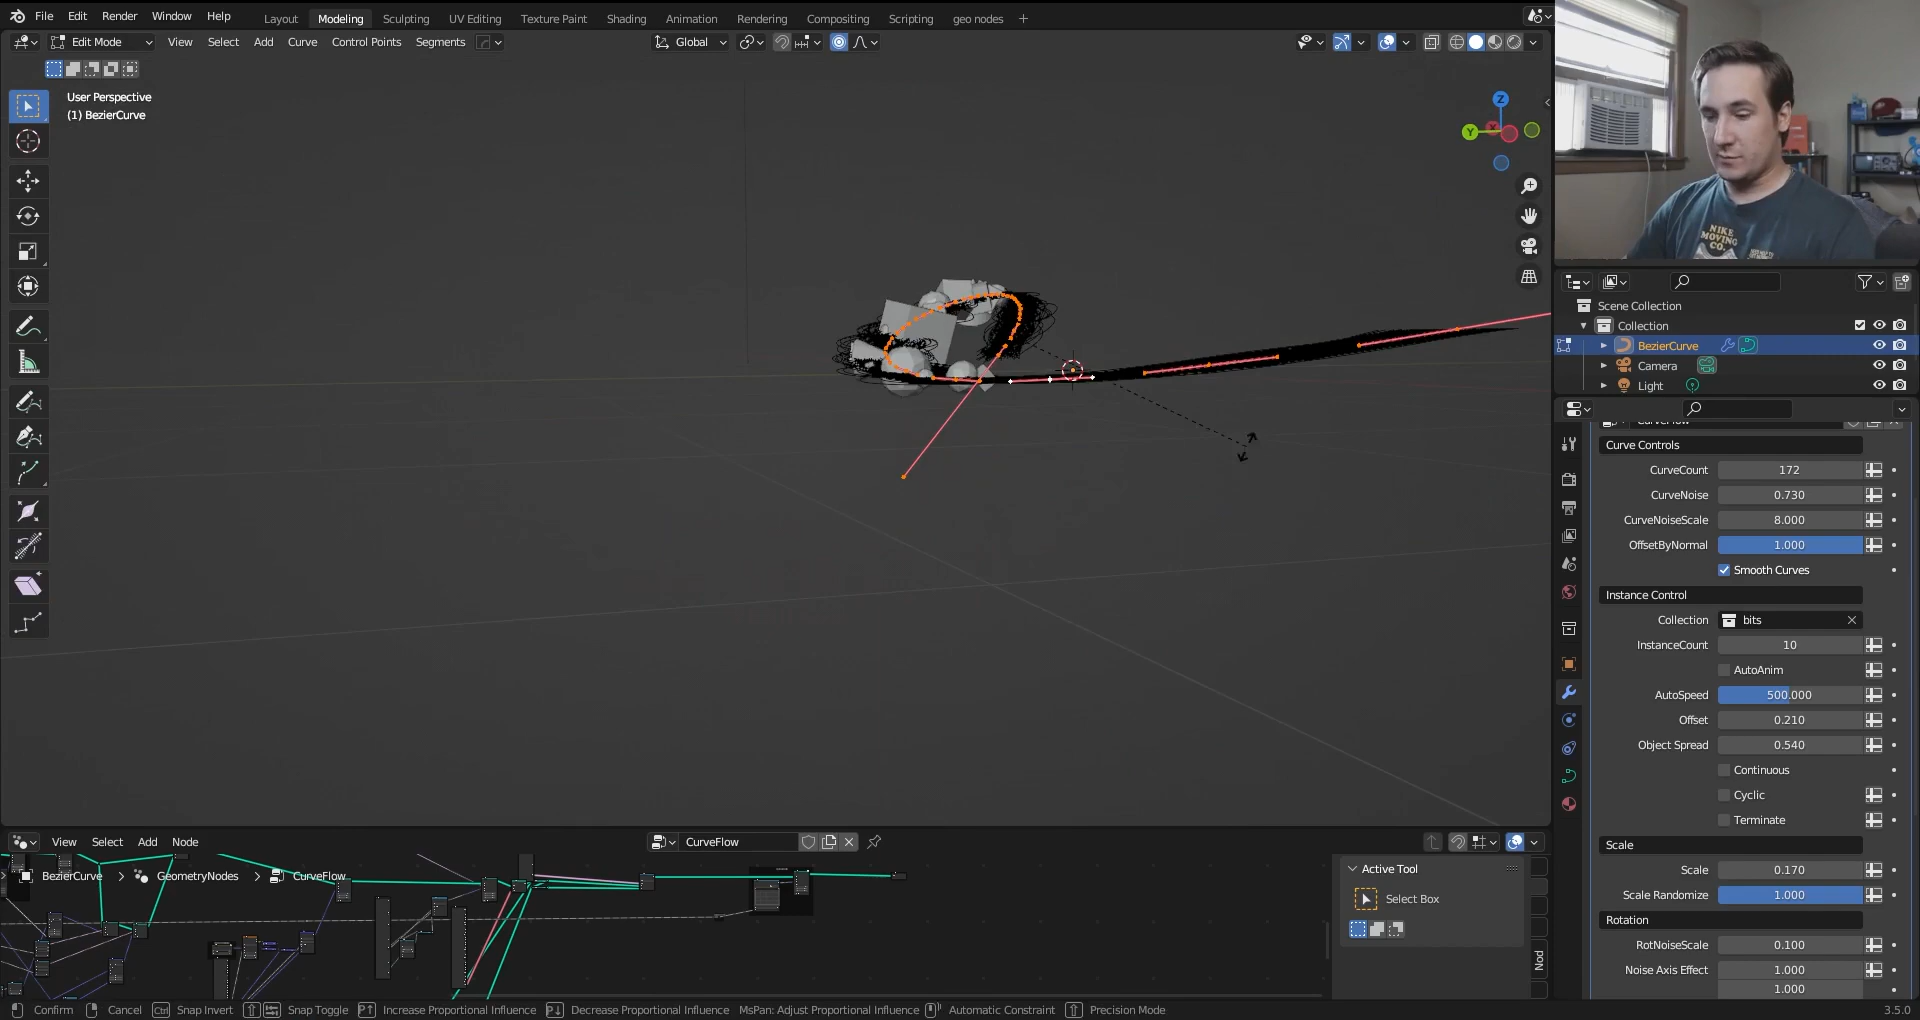 File Edit Render Window Help Layout Modeling Sculpting UV Editing Texture Paint Shading Animation Rendering Compositing Scripting geo nodes +
Edit Mode View Select Add Curve Control Points Segments Global
User Perspective
(1) BezierCurve
Z
Y
NIKE
MOVING
CO.
Scene Collection
Collection
BezierCurve
Camera
Light
Curve Controls
CurveCount 172
CurveNoise 0.730
CurveNoiseScale 8.000
OffsetByNormal 1.000
Smooth Curves
Instance Control
Collection bits
InstanceCount 10
AutoAnim
AutoSpeed 500.000
Offset 0.210
Object Spread 0.540
Continuous
Cyclic
Terminate
Scale
Scale 0.170
Scale Randomize 1.000
Rotation
RotNoiseScale 0.100
Noise Axis Effect 1.000
1.000
View Select Add Node CurveFlow
BezierCurve > GeometryNodes > CurveFlow
Active Tool
Select Box
Nod
Confirm Cancel Ctrl Snap Invert Snap Toggle Increase Proportional Influence Decrease Proportional Influence MsPan: Adjust Proportional Influence Automatic Constraint Precision Mode 3.5.0